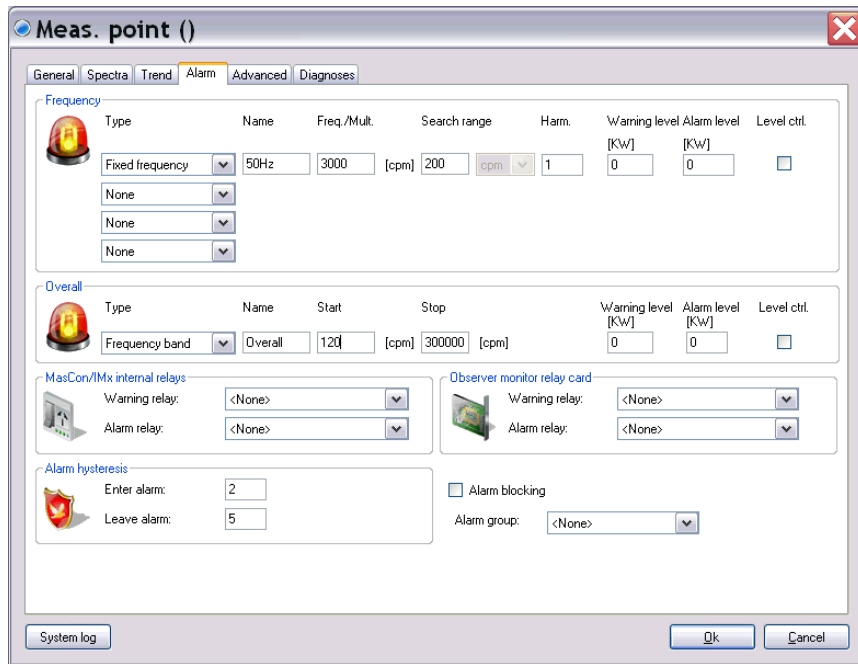 Meas. point ()
General Spectra Trend Alarm Advanced Diagnoses
Frequency
Type Name Freq./Mult. Search range Harm. Warning level Alarm level Level ctrl.
[KW] [KW]
Fixed frequency 50Hz 3000 [cpm] 200 cpm 1 0 0
None
None
None
Overall
Type Name Start Stop Warning level Alarm level Level ctrl.
[KW] [KW]
Frequency band Overall 120 [cpm] 300000 [cpm] 0 0
MasCon/IMx internal relays Observer monitor relay card
Warning relay: <None> Warning relay: <None>
Alarm relay: <None> Alarm relay: <None>
Alarm hysteresis
Enter alarm: 2 Alarm blocking
Leave alarm: 5 Alarm group: <None>
System log Ok Cancel